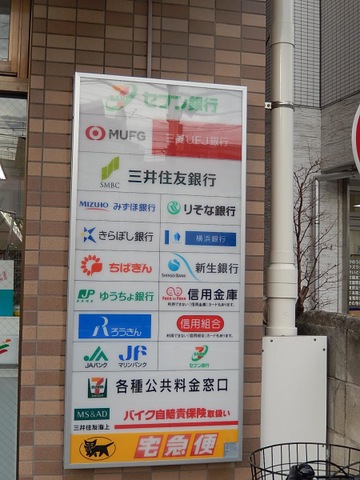 セブン銀行
MUFG 三菱UFJ銀行
SMBC 三井住友銀行
MIZUHO みずほ銀行 りそな銀行
きらぼし銀行 横浜銀行
ちばぎん SHINSEI BANK 新生銀行
ゆうちょ銀行 信用金庫
ろうきん 信用組合
JA JF
JAバンク マリンバンク セブン銀行
各種公共料金窓口
MS&AD
三井住友海上 バイク自賠責保険取扱い
宅急便